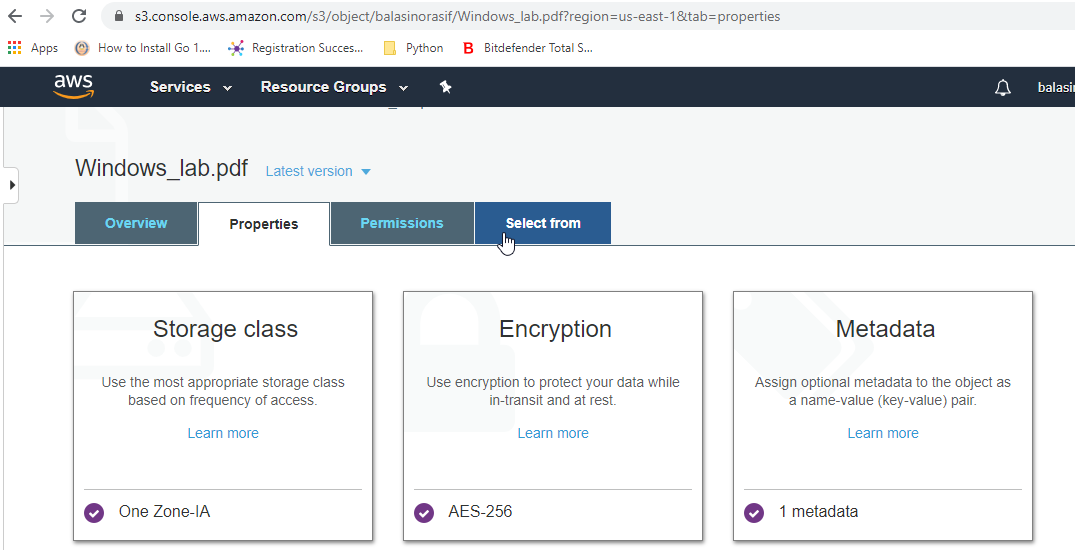 s3.console.aws.amazon.com/s3/object/balasinorasif/Windows_lab.pdf?region=us-east-1&tab=properties
Apps How to Install Go 1.... Registration Succes... Python B Bitdefender Total S...
aws Services Resource Groups
Windows_lab.pdf Latest version
Overview Properties Permissions Select from
Storage class
Use the most appropriate storage class
based on frequency of access.
Learn more
One Zone-IA
Encryption
Use encryption to protect your data while
in-transit and at rest.
Learn more
AES-256
Metadata
Assign optional metadata to the object as
a name-value (key-value) pair.
Learn more
1 metadata